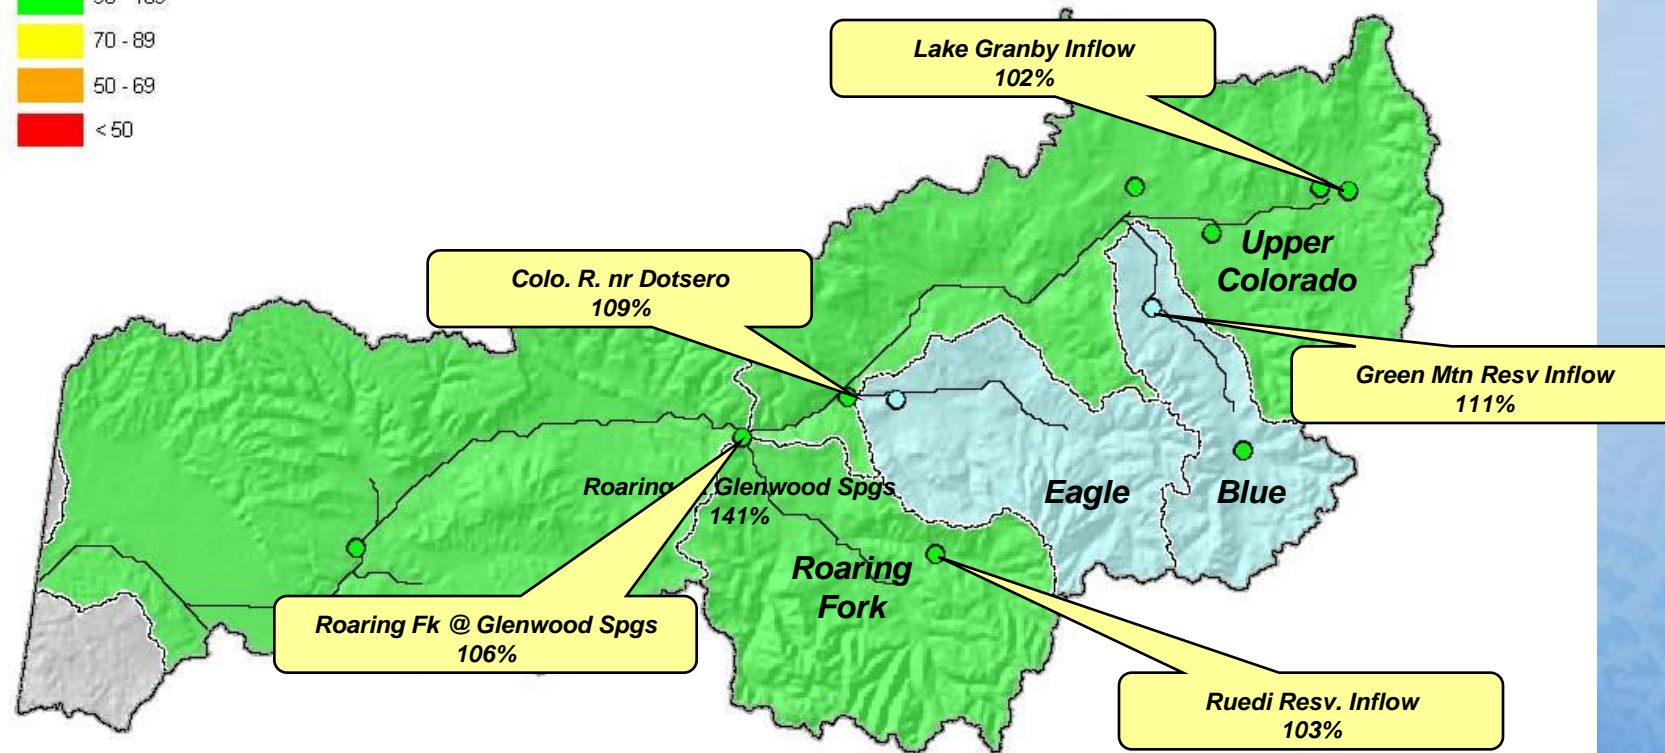 70 - 89
50 - 69
< 50
Lake Granby Inflow
102%
Upper
Colorado
Colo. R. nr Dotsero
109%
Green Mtn Resv Inflow
111%
Roaring Glenwood Spgs
141%
Eagle
Blue
Roaring
Fork
Roaring Fk @ Glenwood Spgs
106%
Ruedi Resv. Inflow
103%